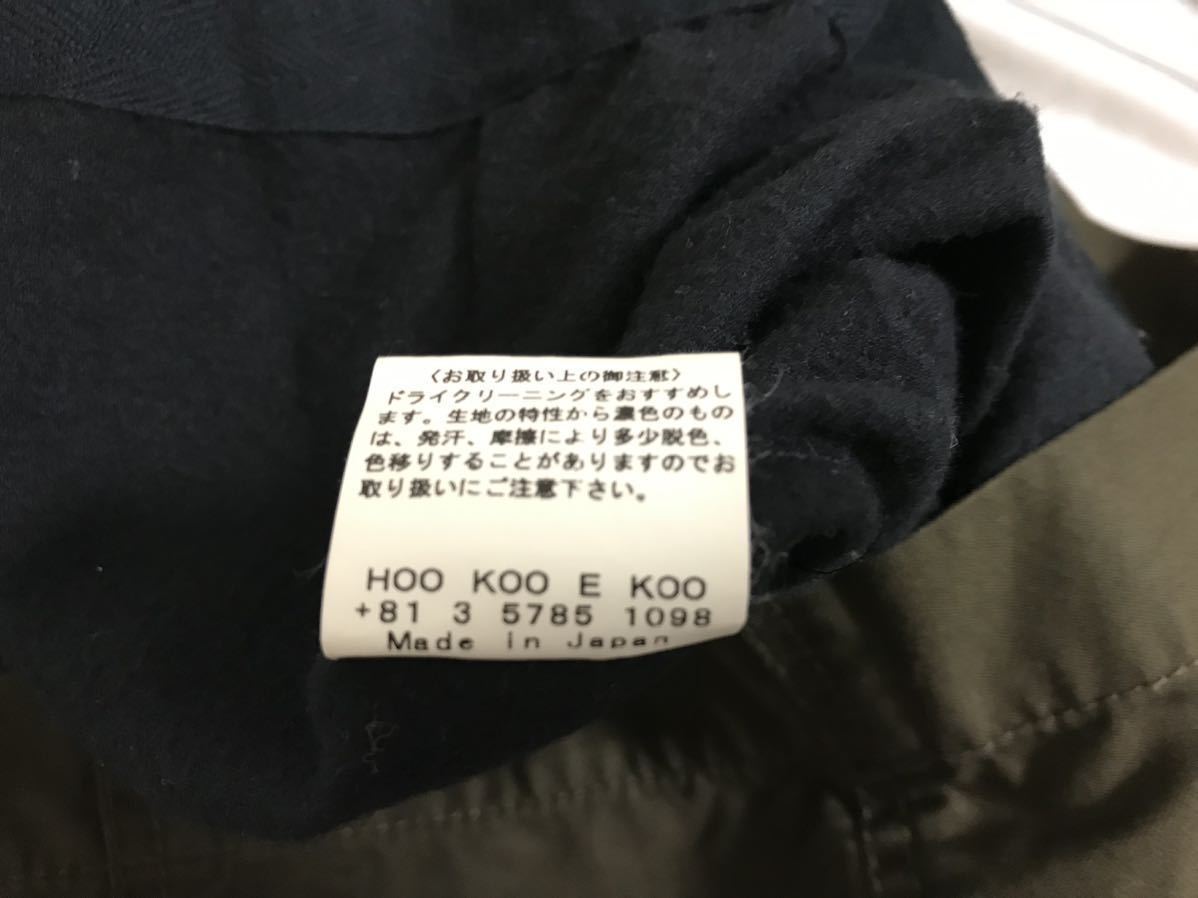 〈お取り扱い上の御注意〉
ドライクリーニングをおすすめし
ます。生地の特性から濃色のもの
は、発汗、摩擦により多少脱色、
色移りすることがありますのでお
取り扱いにご注意下さい。
HOO KOO E KOO
+81 3 5785 1098
Made in Japan